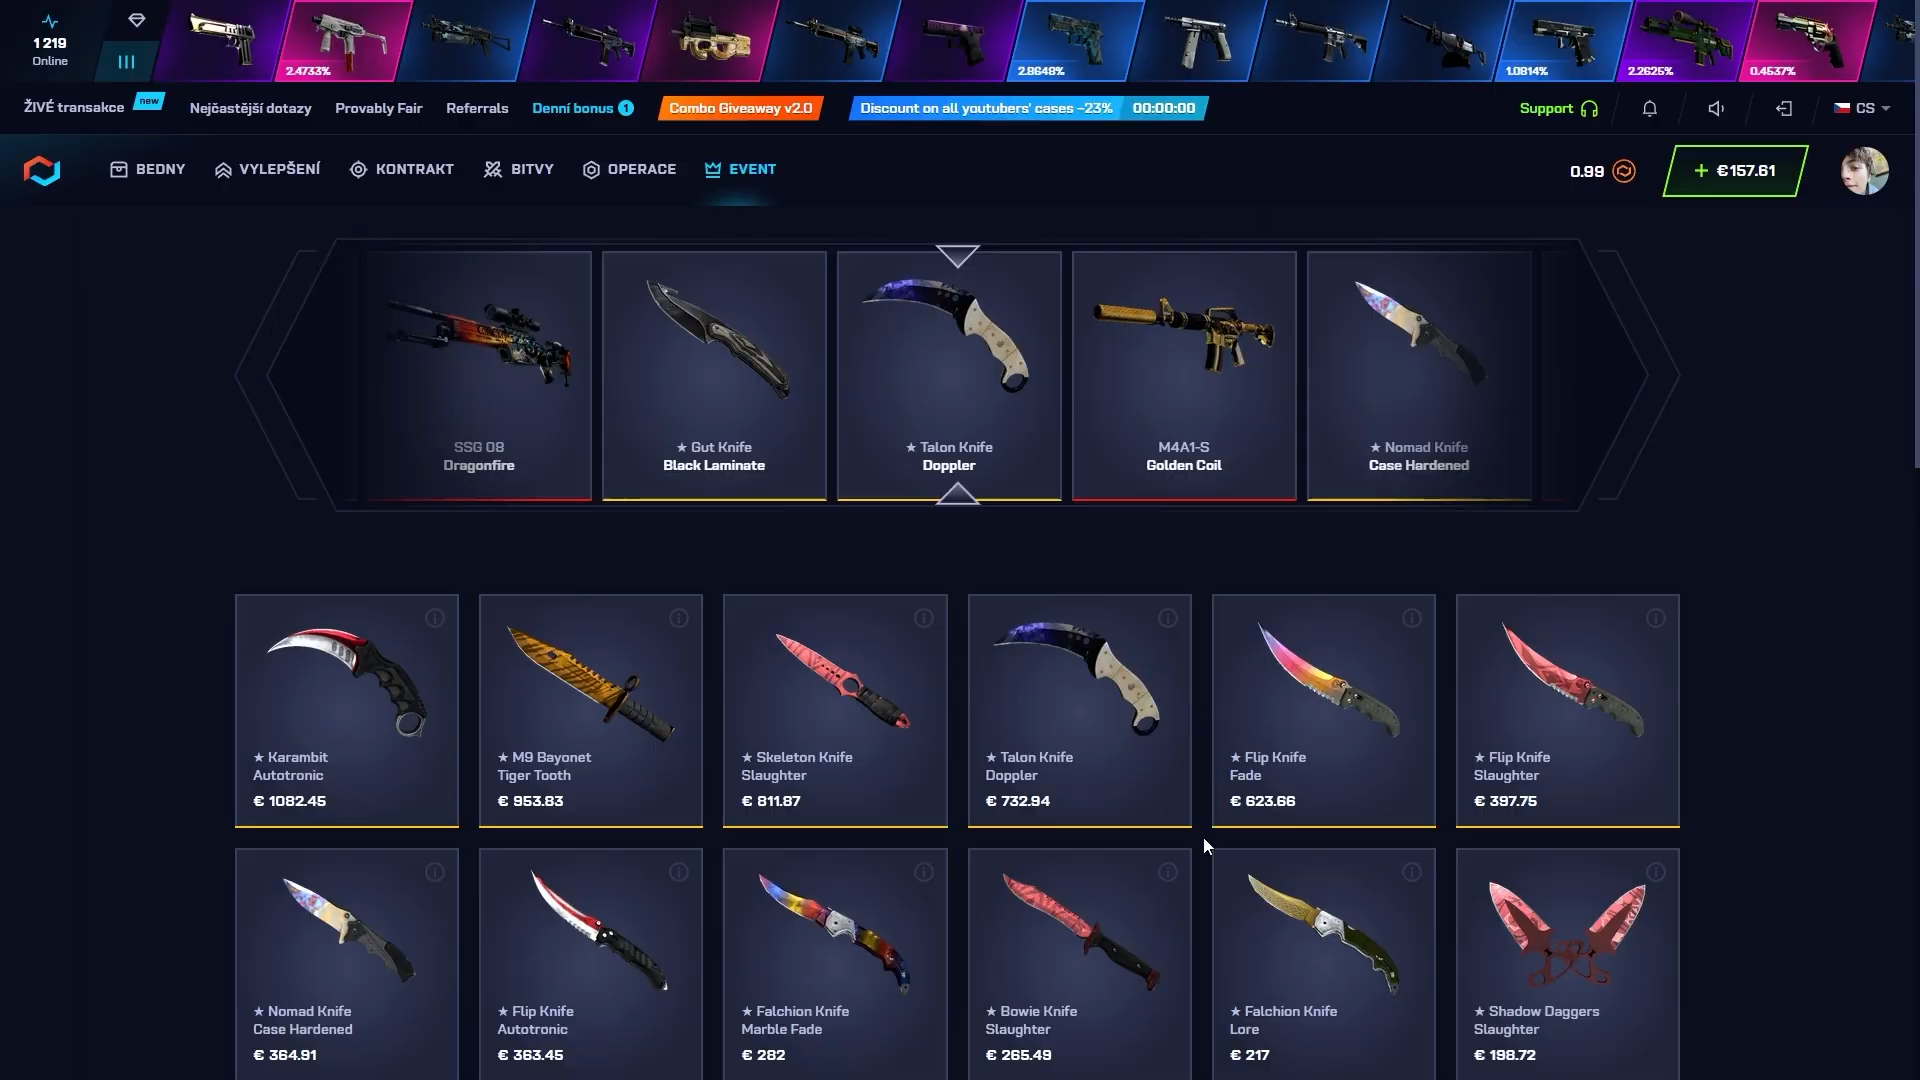 1 219
Online
2.4733%
2.8648%
1.0814%
2.2625%
0.4537%
ŽIVÉ transakce
new
Nejčastější dotazy
Provably Fair
Referrals
Denní bonus 1
Combo Giveaway v2.0
Discount on all youtubers' cases -23%
00:00:00
Support
CS
BEDNY
VYLEPŠENÍ
KONTRAKT
BITVY
OPERACE
EVENT
0.99
+ €157.61
SSG 08
Dragonfire
★ Gut Knife
Black Laminate
★ Talon Knife
Doppler
M4A1-S
Golden Coil
★ Nomad Knife
Case Hardened
★ Karambit
Autotronic
€ 1082.45
★ M9 Bayonet
Tiger Tooth
€ 953.83
★ Skeleton Knife
Slaughter
€ 811.87
★ Talon Knife
Doppler
€ 732.94
★ Flip Knife
Fade
€ 623.66
★ Flip Knife
Slaughter
€ 397.75
★ Nomad Knife
Case Hardened
€ 364.91
★ Flip Knife
Autotronic
€ 363.45
★ Falchion Knife
Marble Fade
€ 282
★ Bowie Knife
Slaughter
€ 265.49
★ Falchion Knife
Lore
€ 217
★ Shadow Daggers
Slaughter
€ 198.72